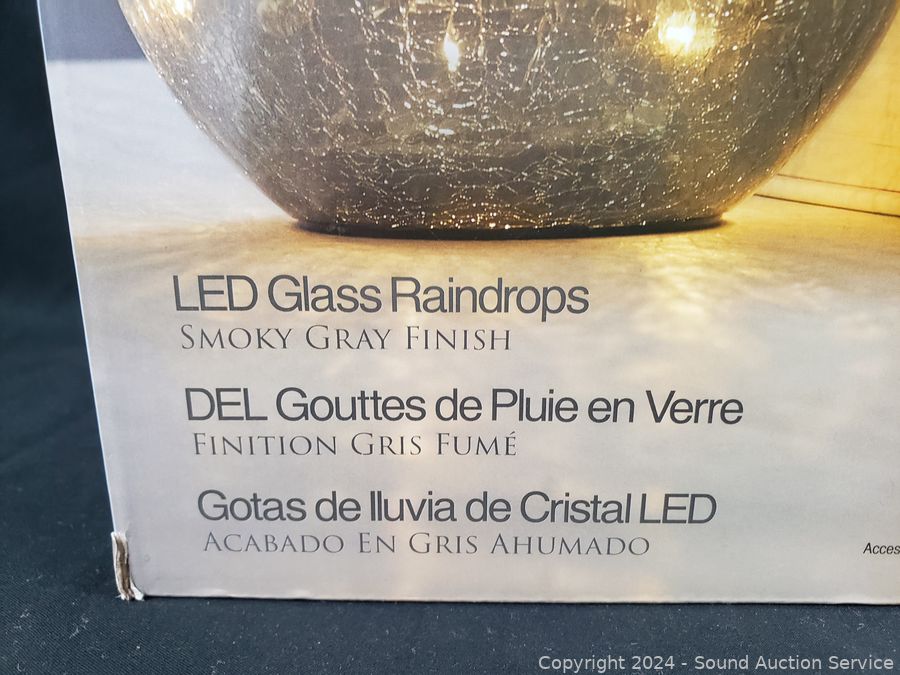 LED Glass Raindrops
SMOKY GRAY FINISH
DEL Gouttes de Pluie en Verre
FINITION GRIS FUMÉ
Gotas de lluvia de Cristal LED
ACABADO EN GRIS AHUMADO
Acces
Copyright 2024 - Sound Auction Service